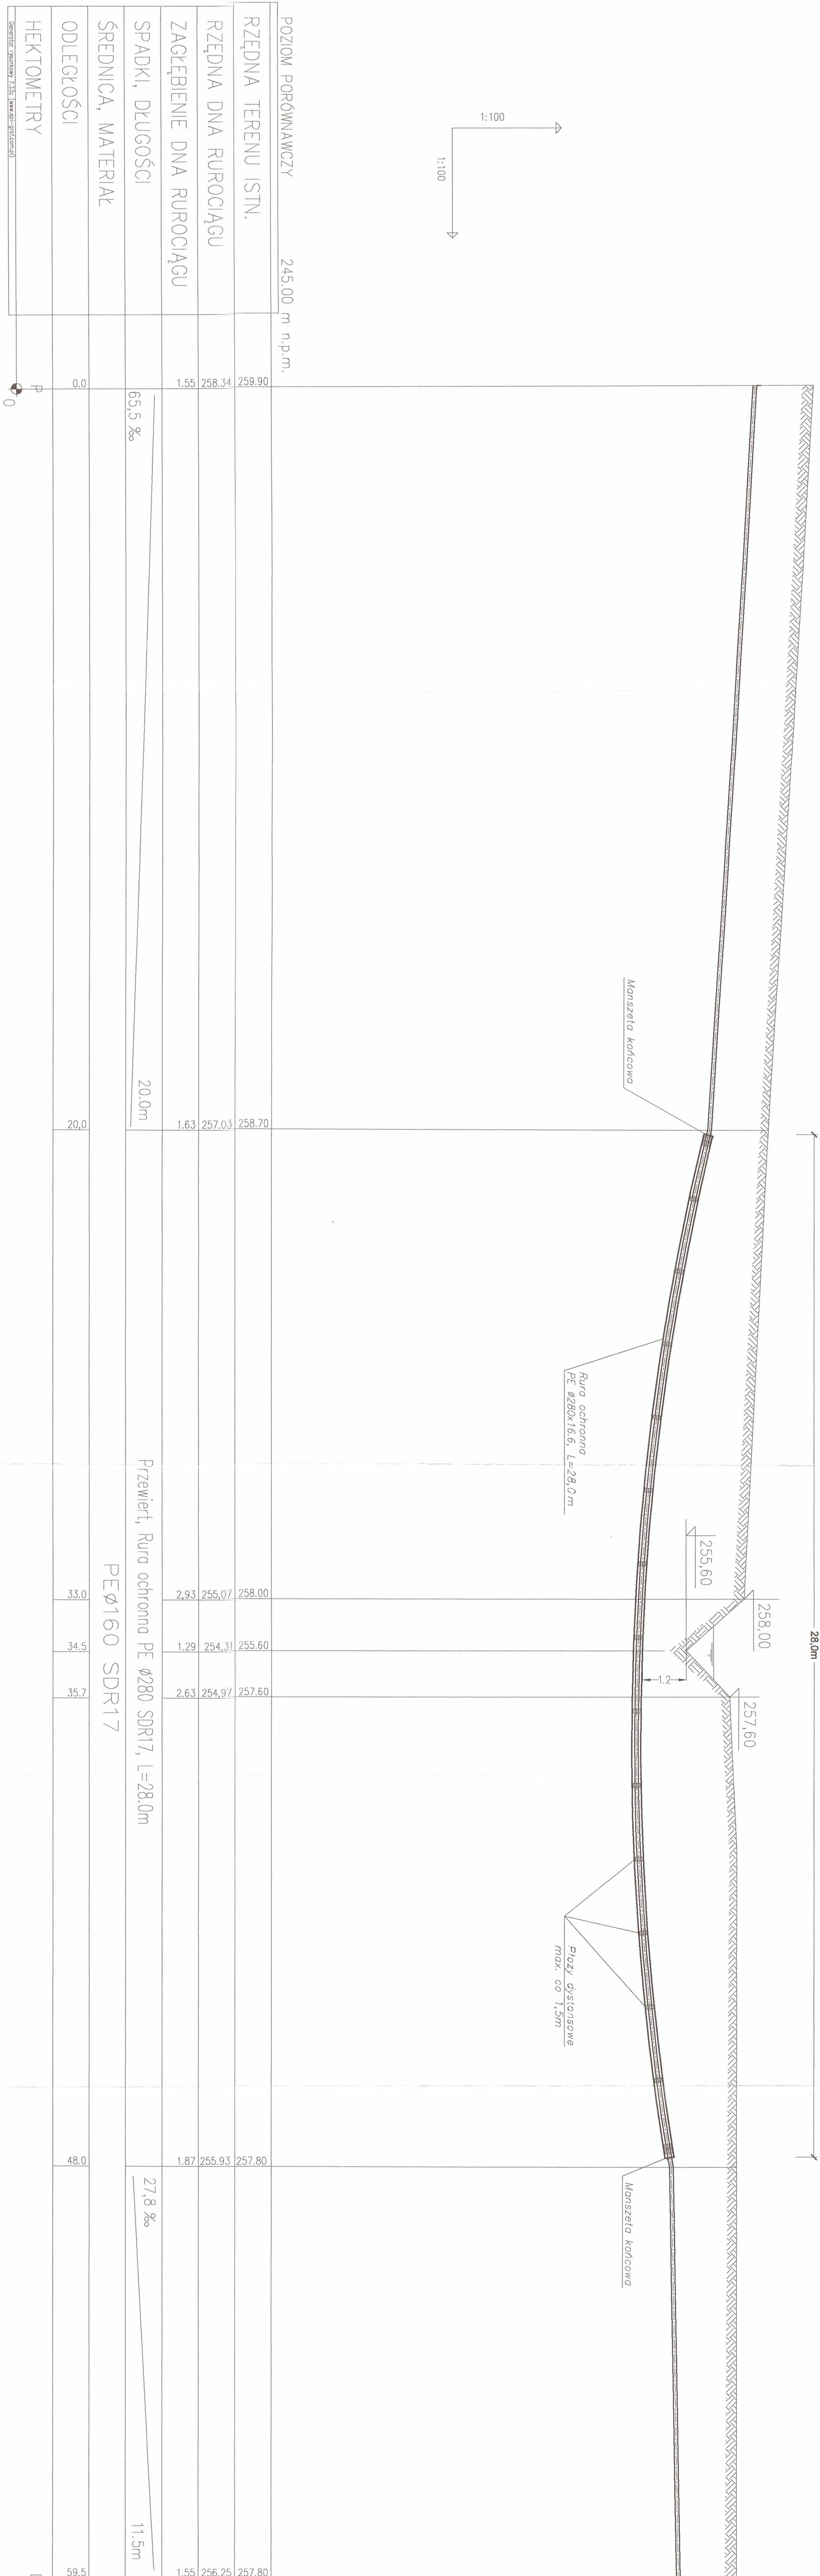 28,0m
1:100
1:100
258,00
257,60
255,60
1.2
Manszeta końcowa
Rura ochronna
PE ø280x16.6, L=28,0m
Płozy dystansowe
max. co 1,5m
Manszeta końcowa
POZIOM PORÓWNAWCZY 245.00 m n.p.m.
RZĘDNA TERENU ISTN. 259.90 258.70 258.00 255.60 257.60 257.80 257.80
RZĘDNA DNA RUROCIĄGU 258.34 257.03 255,07 254,31 254,97 255.93 256.25
ZAGŁĘBIENIE DNA RUROCIĄGU 1.55 1.63 2,93 1.29 2.63 1.87 1.55
SPADKI, DŁUGOŚCI 65,5 ‰ 20.0m Przewiert, Rura ochronna PE Ø280 SDR17, L=28.0m 27,8 ‰ 11.5m
ŚREDNICA, MATERIAŁ PEØ160 SDR17
ODLEGŁOŚCI 0.0 20,0 33.0 34.5 35.7 48.0 59.5
HEKTOMETRY P
0